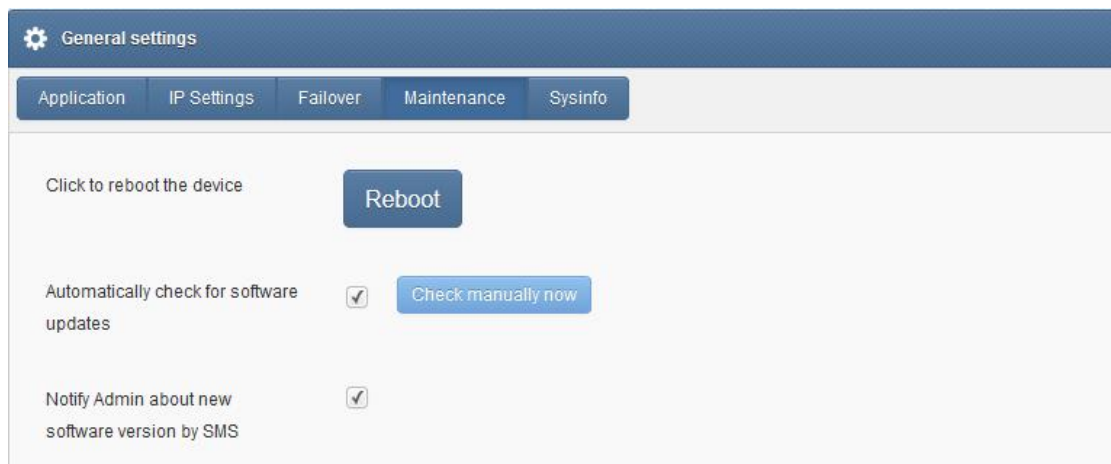 General settings
Application IP Settings Failover Maintenance Sysinfo
Click to reboot the device Reboot
Automatically check for software Check manually now
updates
Notify Admin about new
software version by SMS